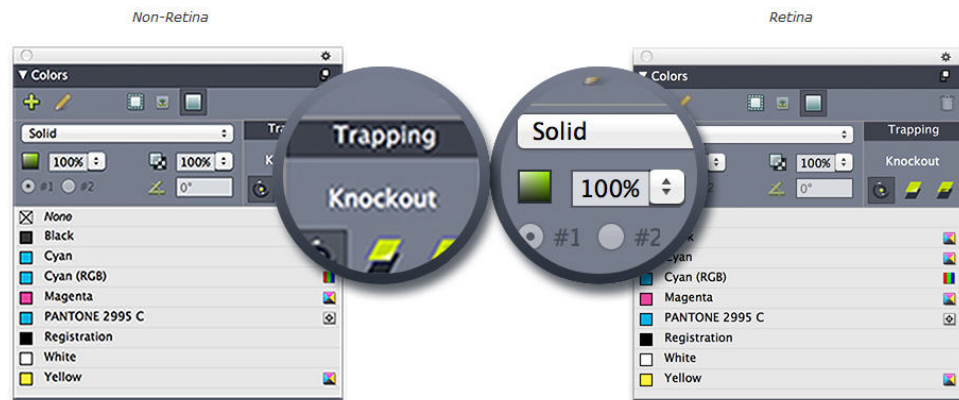 Non-Retina
Colors
Solid
100%
100%
#1
#2
0°
None
Black
Cyan
Cyan (RGB)
Magenta
PANTONE 2995 C
Registration
White
Yellow
Trapping
Knockout
Retina
Colors
Solid
100%
#1
#2
100%
0°
Trapping
Knockout
Cyan
Cyan (RGB)
Magenta
PANTONE 2995 C
Registration
White
Yellow